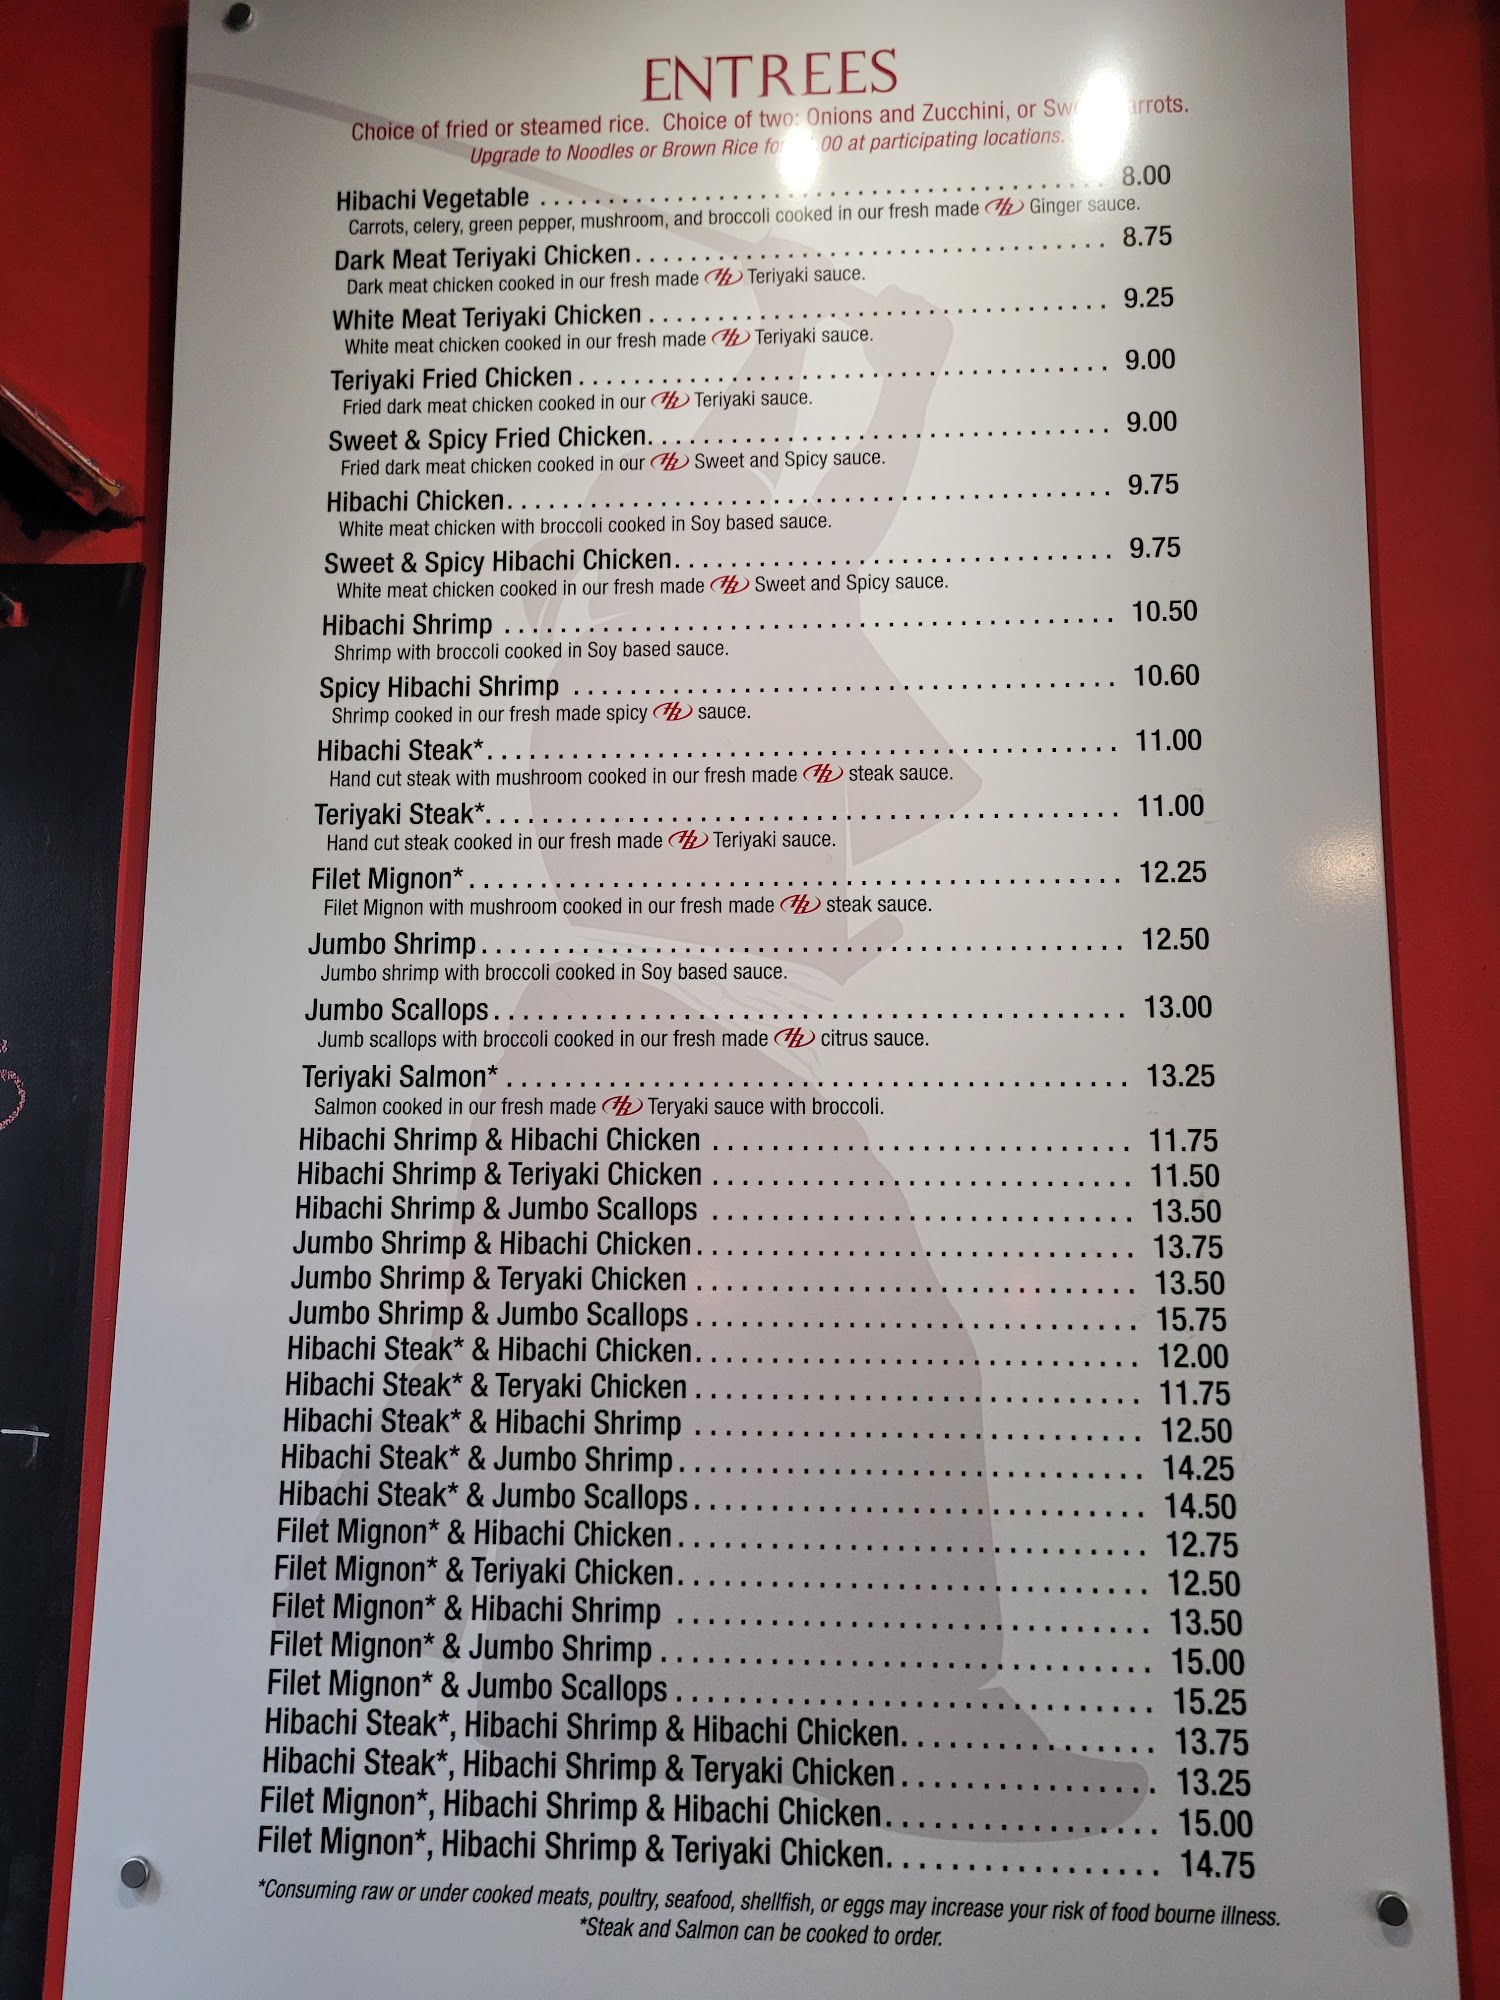 ENTREES
Choice of fried or steamed rice. Choice of two: Onions and Zucchini, or
Upgrade to Noodles or Brown Rice for at participating locations.
Hibachi Vegetable 8.00
Carrots, celery, green pepper, mushroom, and broccoli cooked in our fresh made HZ Ginger sauce.
Dark Meat Teriyaki Chicken 8.75
Dark meat chicken cooked in our fresh made HZ Teriyaki sauce.
White Meat Teriyaki Chicken 9.25
White meat chicken cooked in our fresh made HZ Teriyaki sauce.
Teriyaki Fried Chicken 9.00
Fried dark meat chicken cooked in our HZ Teriyaki sauce.
Sweet & Spicy Fried Chicken 9.00
Fried dark meat chicken cooked in our HZ Sweet and Spicy sauce.
Hibachi Chicken 9.75
White meat chicken with broccoli cooked in Soy based sauce.
Sweet & Spicy Hibachi Chicken 9.75
White meat chicken cooked in our fresh made HZ Sweet and Spicy sauce.
Hibachi Shrimp 10.50
Shrimp with broccoli cooked in Soy based sauce.
Spicy Hibachi Shrimp 10.60
Shrimp cooked in our fresh made spicy HZ sauce.
Hibachi Steak* 11.00
Hand cut steak with mushroom cooked in our fresh made HZ steak sauce.
Teriyaki Steak* 11.00
Hand cut steak cooked in our fresh made HZ Teriyaki sauce.
Filet Mignon* 12.25
Filet Mignon with mushroom cooked in our fresh made HZ steak sauce.
Jumbo Shrimp 12.50
Jumbo shrimp with broccoli cooked in Soy based sauce.
Jumbo Scallops 13.00
Jumb scallops with broccoli cooked in our fresh made HZ citrus sauce.
Teriyaki Salmon* 13.25
Salmon cooked in our fresh made HZ Teryaki sauce with broccoli.
Hibachi Shrimp & Hibachi Chicken 11.75
Hibachi Shrimp & Teriyaki Chicken 11.50
Hibachi Shrimp & Jumbo Scallops 13.50
Jumbo Shrimp & Hibachi Chicken 13.75
Jumbo Shrimp & Teryaki Chicken 13.50
Jumbo Shrimp & Jumbo Scallops 15.75
Hibachi Steak* & Hibachi Chicken 12.00
Hibachi Steak* & Teryaki Chicken 11.75
Hibachi Steak* & Hibachi Shrimp 12.50
Hibachi Steak* & Jumbo Shrimp 14.25
Hibachi Steak* & Jumbo Scallops 14.50
Filet Mignon* & Hibachi Chicken 12.75
Filet Mignon* & Teriyaki Chicken 12.50
Filet Mignon* & Hibachi Shrimp 13.50
Filet Mignon* & Jumbo Shrimp 15.00
Filet Mignon* & Jumbo Scallops 15.25
Hibachi Steak*, Hibachi Shrimp & Hibachi Chicken 13.75
Hibachi Steak*, Hibachi Shrimp & Teryaki Chicken 13.25
Filet Mignon*, Hibachi Shrimp & Hibachi Chicken 15.00
Filet Mignon*, Hibachi Shrimp & Teriyaki Chicken 14.75
*Consuming raw or under cooked meats, poultry, seafood, shellfish, or eggs may increase your risk of food bourne illness.
*Steak and Salmon can be cooked to order.